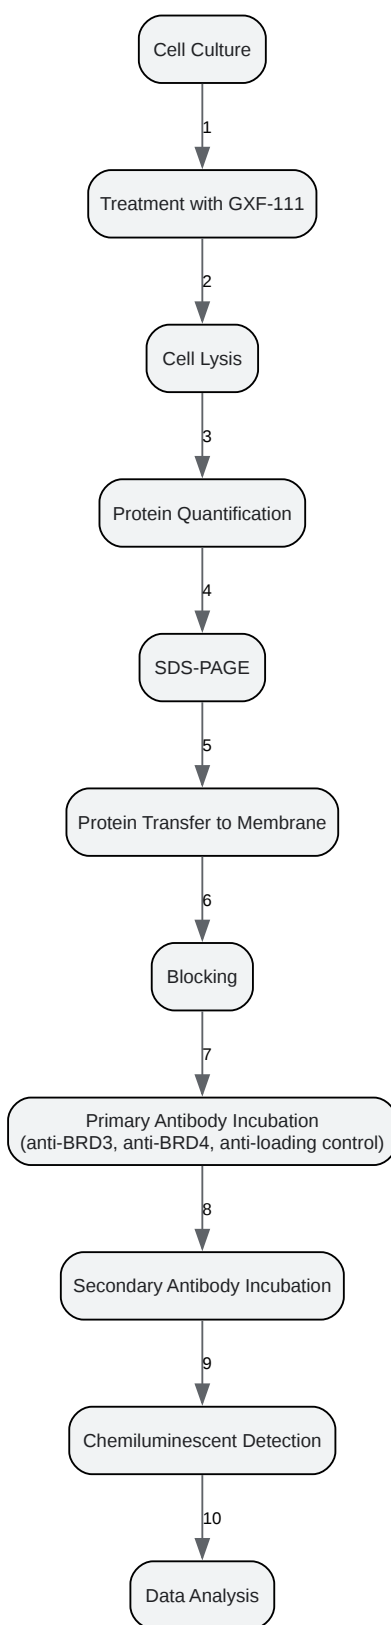 Cell Culture
1
Treatment with GXF-111
2
Cell Lysis
3
Protein Quantification
4
SDS-PAGE
5
Protein Transfer to Membrane
6
Blocking
7
Primary Antibody Incubation
(anti-BRD3, anti-BRD4, anti-loading control)
8
Secondary Antibody Incubation
9
Chemiluminescent Detection
10
Data Analysis